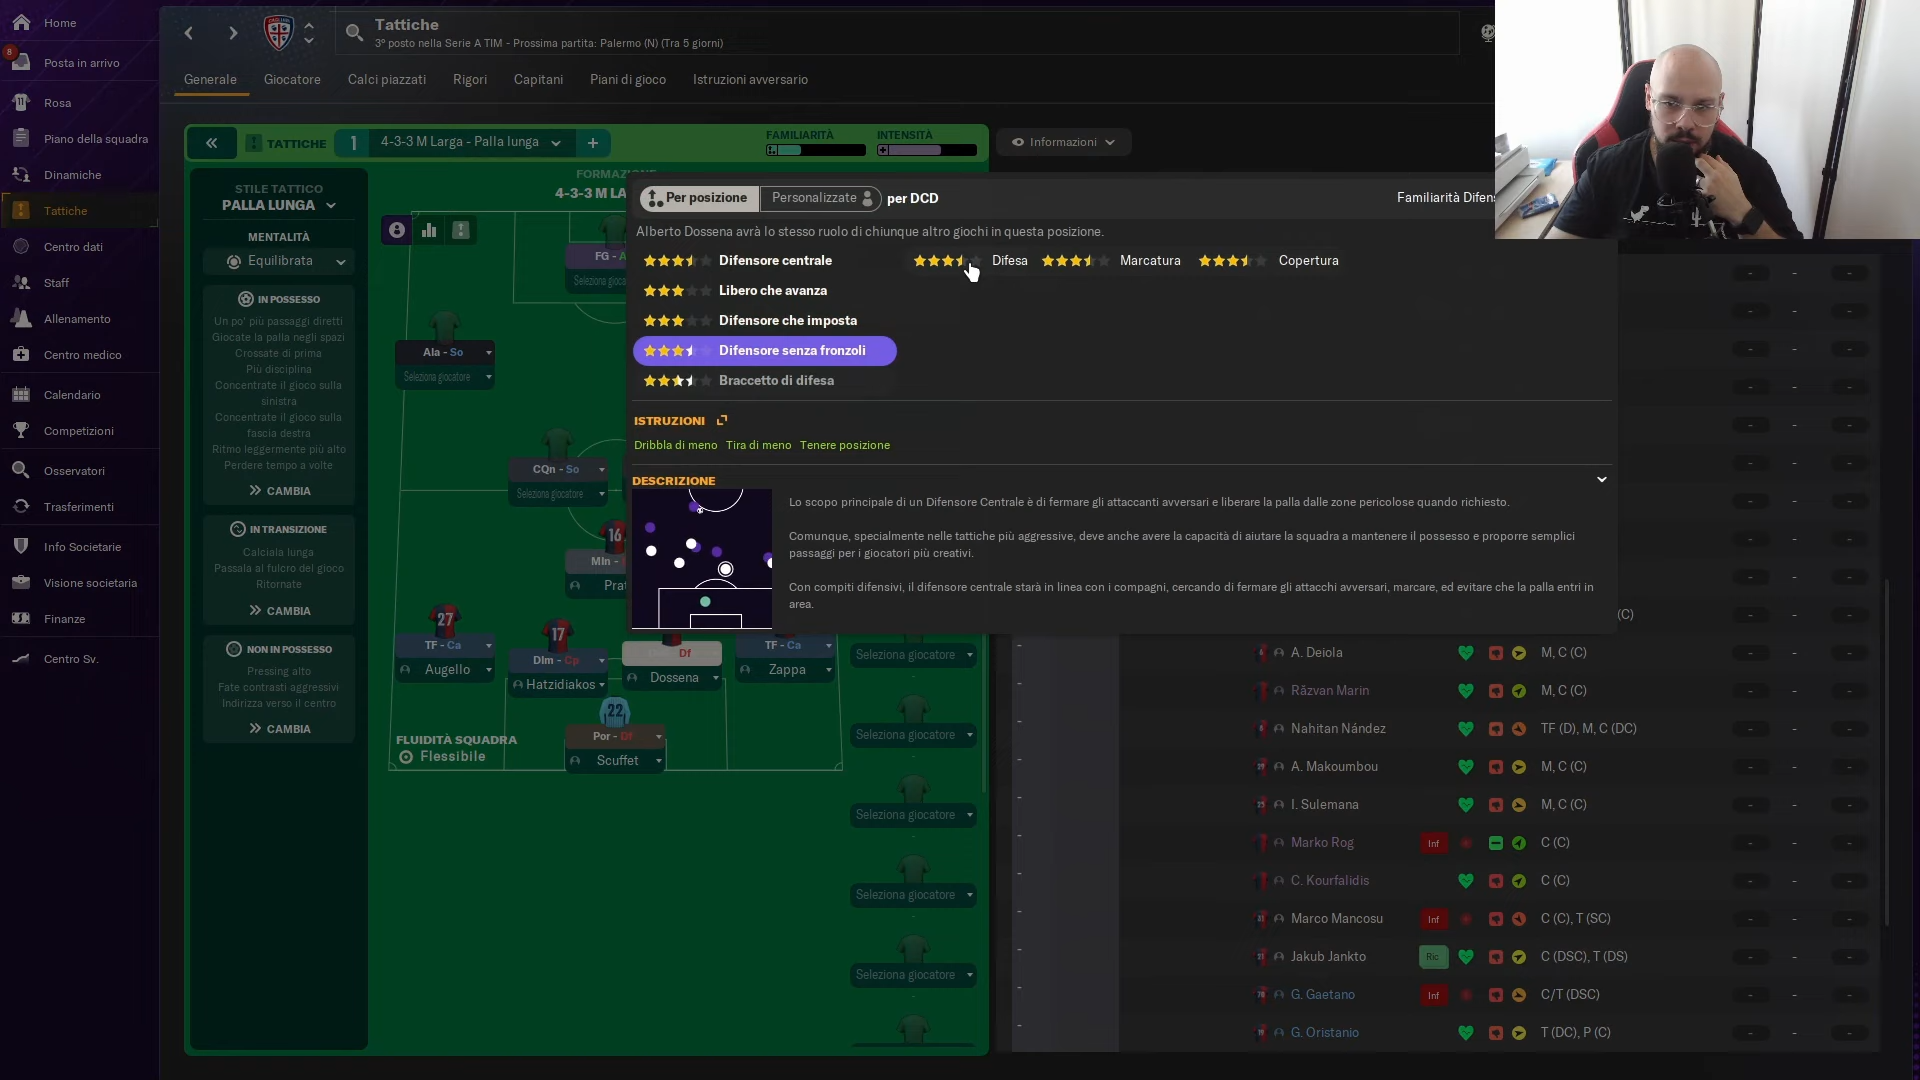 Home
8
Posta in arrivo
Rosa
Piano della squadra
Dinamiche
Tattiche
Centro dati
Staff
Allenamento
Centro medico
Calendario
Competizioni
Osservatori
Trasferimenti
Info Societarie
Visione societaria
Finanze
Centro Sv.
Tattiche
3° posto nella Serie A TIM - Prossima partita: Palermo (N) (Tra 5 giorni)
Generale
Giocatore
Calci piazzati
Rigori
Capitani
Piani di gioco
Istruzioni avversario
TATTICHE
1
4-3-3 M Larga - Palla lunga
FAMILIARITÀ
INTENSITÀ
Informazioni
STILE TATTICO
PALLA LUNGA
MENTALITÀ
Equilibrata
IN POSSESSO
Un po' più passaggi diretti
Giocate la palla negli spazi
Crossate di prima
Più disciplina
Concentrate il gioco sulla
sinistra
Concentrate il gioco sulla
fascia destra
Ritmo leggermente più alto
Perdere tempo a volte
CAMBIA
IN TRANSIZIONE
Calciala lunga
Passala al fulcro del gioco
Ritornate
CAMBIA
NON IN POSSESSO
Pressing alto
Fate contrasti aggressivi
Indirizza verso il centro
CAMBIA
FORMAZIONE
4-3-3 M LA
FG - A
Seleziona gioc
Ala - So
Seleziona giocatore
CQn - So
Seleziona giocatore
16
MIn -
Prat
27
TF - Ca
Augello
17
DIm - Cp
Hatzidiakos
Df
Dossena
TF - Ca
Zappa
22
Por - Df
Scuffet
FLUIDITÀ SQUADRA
Flessibile
Seleziona giocatore
Seleziona giocatore
Seleziona giocatore
Seleziona giocatore
Seleziona giocatore
Per posizione
Personalizzate
per DCD
Familiarità Difens
Alberto Dossena avrà lo stesso ruolo di chiunque altro giochi in questa posizione.
Difensore centrale
Difesa
Marcatura
Copertura
Libero che avanza
Difensore che imposta
Difensore senza fronzoli
Braccetto di difesa
ISTRUZIONI
Dribbla di meno Tira di meno Tenere posizione
DESCRIZIONE
Lo scopo principale di un Difensore Centrale è di fermare gli attaccanti avversari e liberare la palla dalle zone pericolose quando richiesto.
Comunque, specialmente nelle tattiche più aggressive, deve anche avere la capacità di aiutare la squadra a mantenere il possesso e proporre semplici
passaggi per i giocatori più creativi.
Con compiti difensivi, il difensore centrale starà in linea con i compagni, cercando di fermare gli attacchi avversari, marcare, ed evitare che la palla entri in
area.
(C)
A. Deiola
M, C (C)
Răzvan Marin
M, C (C)
Nahitan Nández
TF (D), M, C (DC)
A. Makoumbou
M, C (C)
I. Sulemana
M, C (C)
Marko Rog
Inf
C (C)
C. Kourfalidis
C (C)
Marco Mancosu
Inf
C (C), T (SC)
Jakub Jankto
Ric
C (DSC), T (DS)
G. Gaetano
Inf
C/T (DSC)
G. Oristanio
T (DC), P (C)